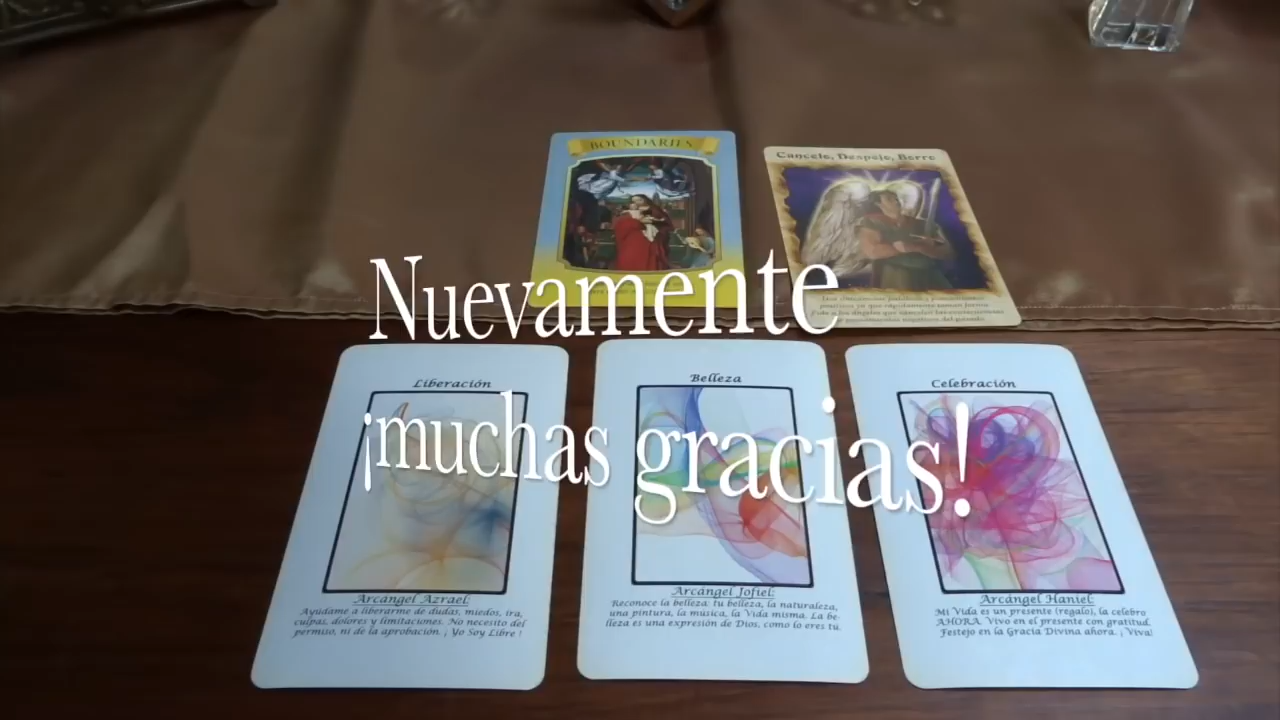 BOUNDARIES
Cancelo, Despejo, Borro
Nuevamente
¡muchas gracias!
Liberación
Arcángel Azrael:
Ayúdame a liberarme de dudas, miedos, ira,
culpas, dolores y limitaciones. No necesito del
permiso, ni de la aprobación. ¡ Yo Soy Libre !
Belleza
Arcángel Jofiel:
Reconoce la belleza: tu belleza, la naturaleza,
una pintura, la música, la Vida misma. La be-
lleza es una expresión de Dios, como lo eres tú.
Celebración
Arcángel Haniel:
Mi Vida es un presente (regalo), la celebro
AHORA. Vivo en el presente con gratitud.
Festejo en la Gracia Divina ahora. ¡ Viva!